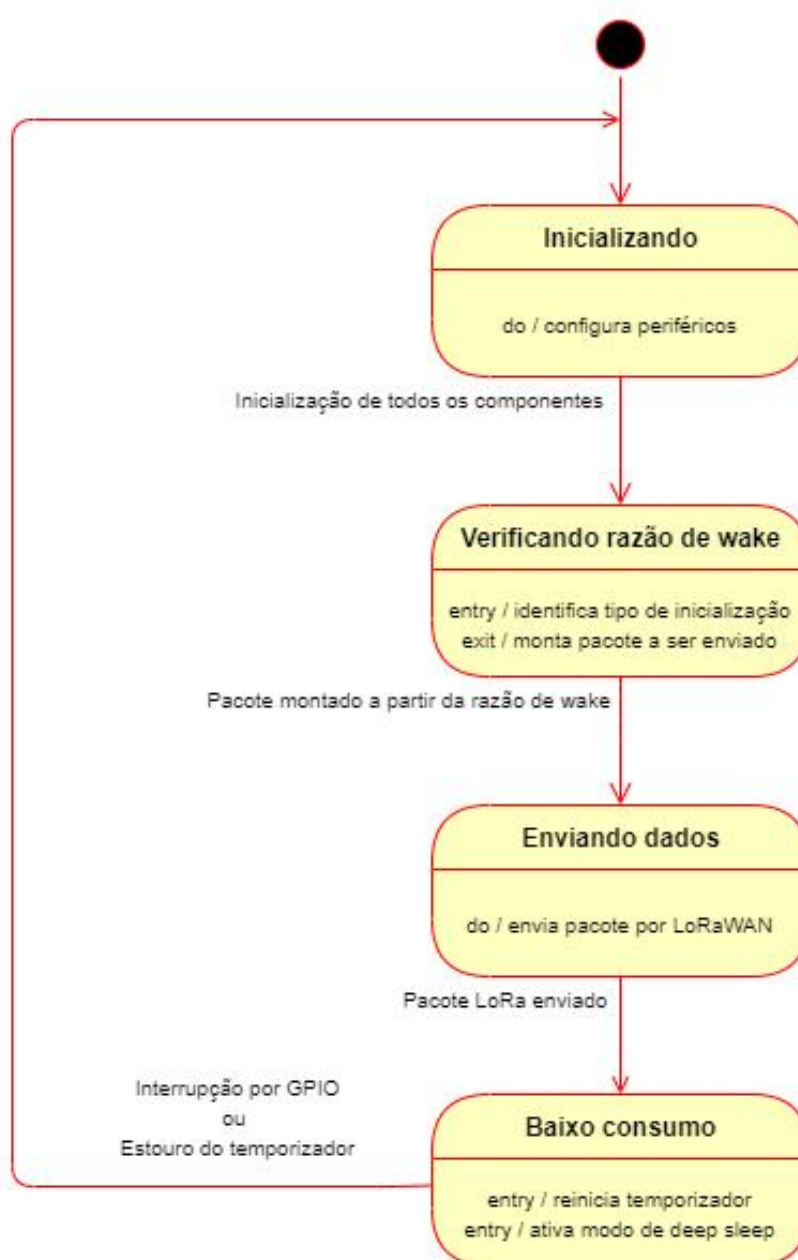 Inicializando
do / configura periféricos
Inicialização de todos os componentes
Verificando razão de wake
entry / identifica tipo de inicialização
exit / monta pacote a ser enviado
Pacote montado a partir da razão de wake
Enviando dados
do / envia pacote por LoRaWAN
Pacote LoRa enviado
Interrupção por GPIO
ou
Estouro do temporizador
Baixo consumo
entry / reinicia temporizador
entry / ativa modo de deep sleep